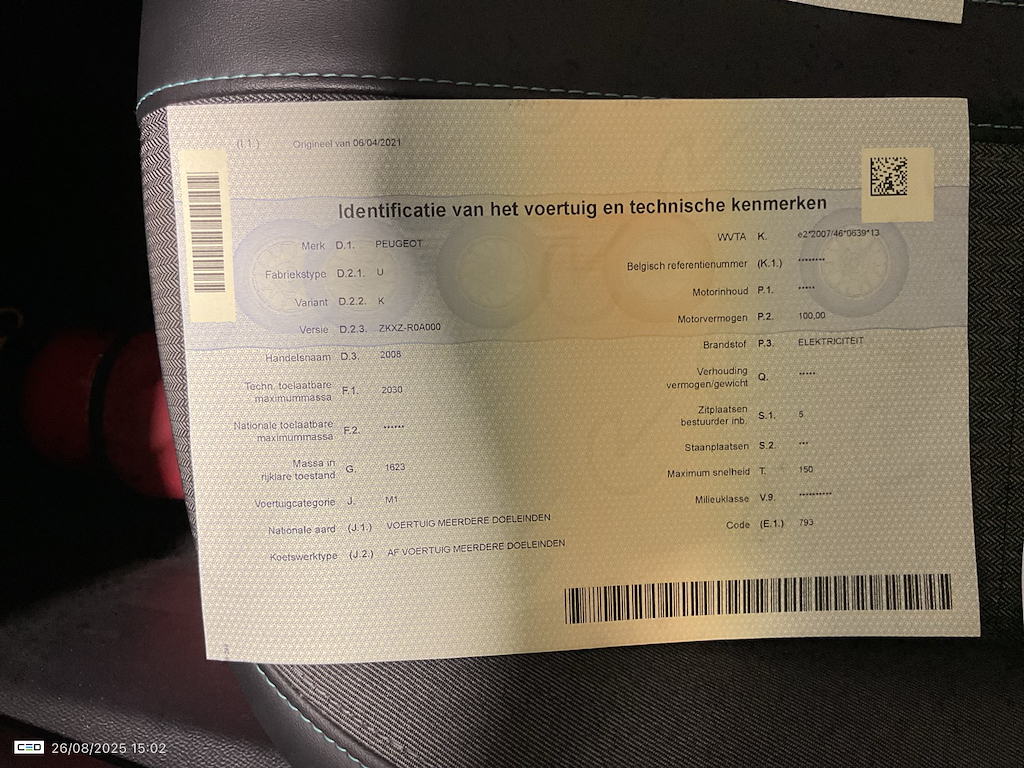 (I.1.) Origineel van 06/04/2021
Identificatie van het voertuig en technische kenmerken
Merk D.1. PEUGEOT
Fabriekstype D.2.1. U
Variant D.2.2. K
Versie D.2.3. ZKXZ-R0A000
Handelsnaam D.3. 2008
Techn. toelaatbare
maximummassa F.1. 2030
Nationale toelaatbare
maximummassa F.2. ******
Massa in
rijklare toestand G. 1623
Voertuigcategorie J. M1
Nationale aard (J.1.) VOERTUIG MEERDERE DOELEINDEN
Koetswerktype (J.2.) AF VOERTUIG MEERDERE DOELEINDEN
WVTA K. e2*2007/46*0639*13
Belgisch referentienummer (K.1.) ********
Motorinhoud P.1. *****
Motorvermogen P.2. 100,00
Brandstof P.3. ELEKTRICITEIT
Verhouding
vermogen/gewicht Q. *****
Zitplaatsen
bestuurder inb. S.1. 5
Staanplaatsen S.2. ***
Maximum snelheid T. 150
Milieuklasse V.9. **********
Code (E.1.) 793
CEO 26/08/2025 15:02